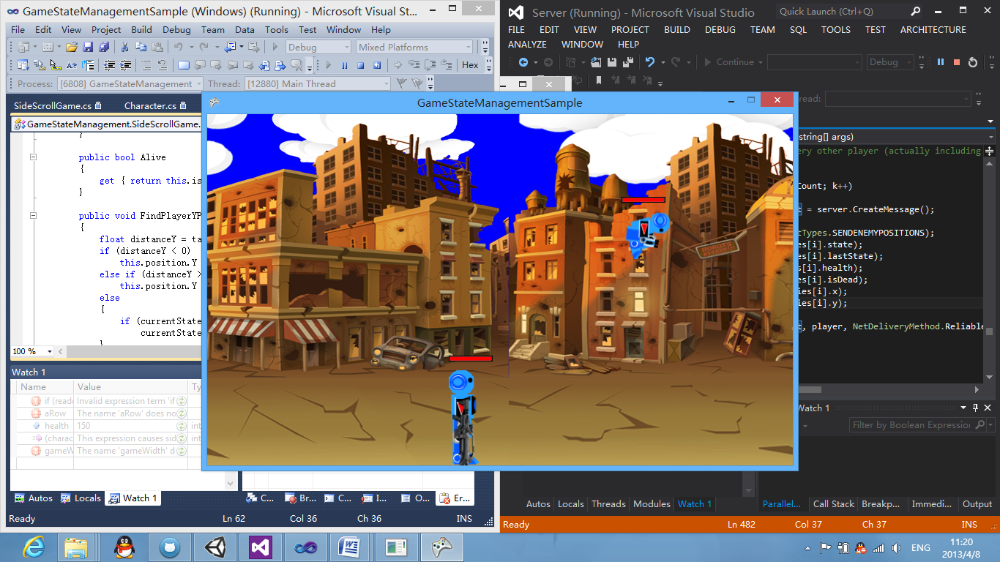 GameStateManagementSample (Windows) (Running) - Microsoft Visual St...
File Edit View Project Build Debug Team Data Tools Test Window Help
Debug Mixed Platforms
Hex
Process: [6808] GameStateManagement Thread: [12880] Main Thread
SideScrollGame.cs Character.cs
GameStateManagement.SideScrollGame.
}
public bool Alive
{
get { return this.is
}
public void FindPlayerYP
{
float distanceY = ta
if (distanceY < 0)
this.position.Y
else if (distanceY >
this.position.Y
else
{
if (currentState
currentState
}
100 %
Watch 1
Name Value Ty
if (read Invalid expression term 'if
aRow The name 'aRow' does no
health 150 int
(charac This expression causes sid int
gameW The name 'gameWidth' d
Autos Locals Watch 1
C... Br... C... I... O... Er...
Ready Ln 62 Col 36 Ch 36 INS
Server (Running) - Microsoft Visual Studio Quick Launch (Ctrl+Q)
FILE EDIT VIEW PROJECT BUILD DEBUG TEAM SQL TOOLS TEST ARCHITECTURE
ANALYZE WINDOW HELP
Continue Debug
read:
string[] args)
ery other player (actually including
Count; k++)
= server.CreateMessage();
tTypes.SENDENEMYPOSITIONS);
es[i].state);
es[i].lastState);
es[i].health);
es[i].isDead);
ies[i].x);
ies[i].y);
, player, NetDeliveryMethod.Reliable
Watch 1
Filter by Boolean Expression
Autos Locals Threads Modules Watch 1 Parallel... Call Stack Breakp... Immedi... Output
Ready Ln 482 Col 37 Ch 37 INS
GameStateManagementSample
ENG
11:20
2013/4/8